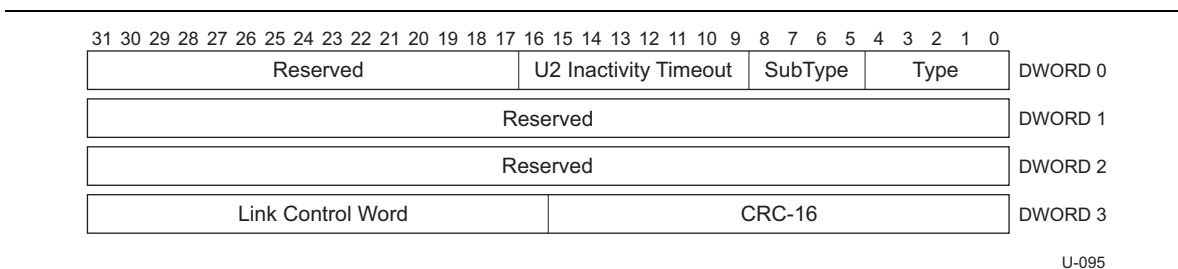 31 30 29 28 27 26 25 24 23 22 21 20 19 18 17 16 15 14 13 12 11 10 9 8 7 6 5 4 3 2 1 0
Reserved U2 Inactivity Timeout SubType Type DWORD 0
Reserved DWORD 1
Reserved DWORD 2
Link Control Word CRC-16 DWORD 3
U-095